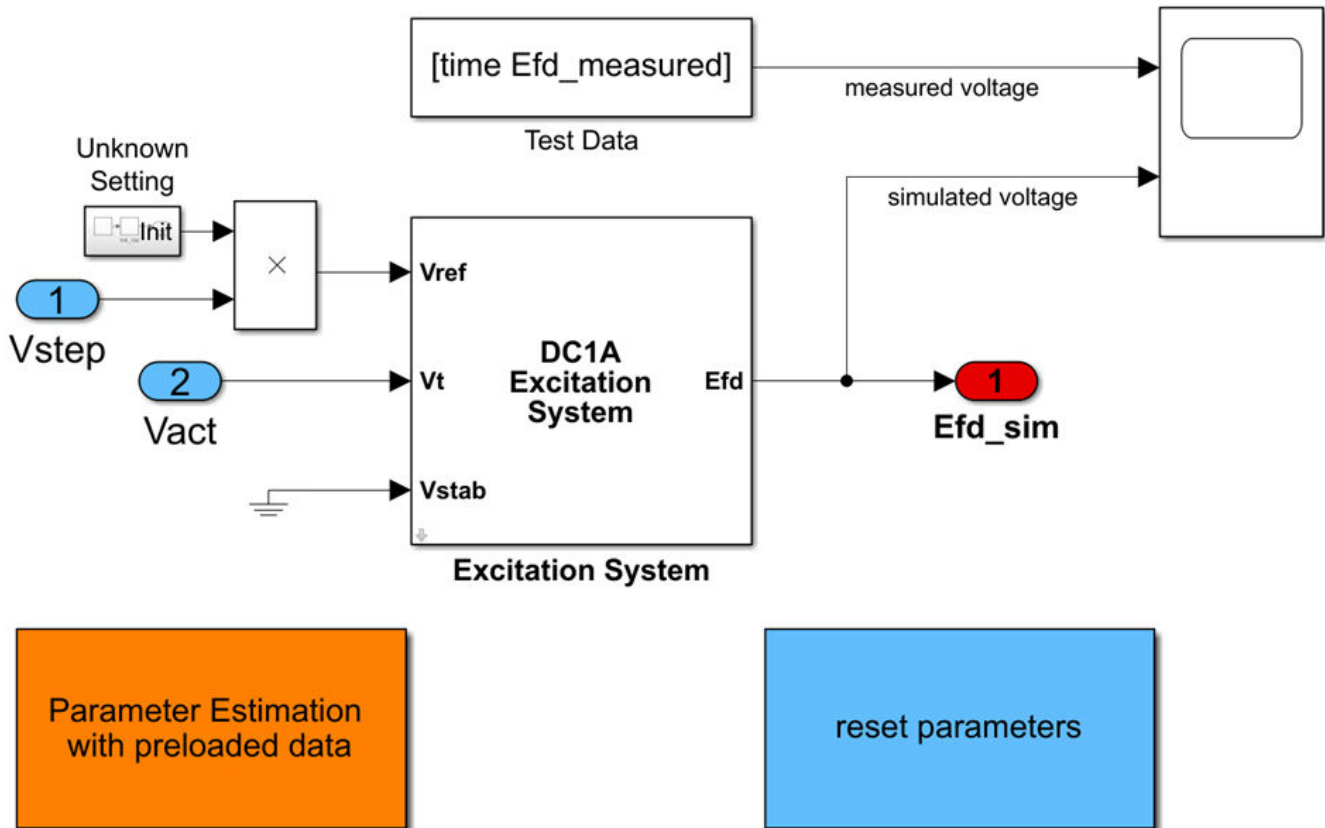 [time Efd_measured]
measured voltage
Test Data
Unknown
Setting
Init
simulated voltage
1
Vstep
Vref
2
Vact
Vt
DC1A
Excitation
System
Efd
1
Efd_sim
Vstab
Excitation System
Parameter Estimation
with preloaded data
reset parameters